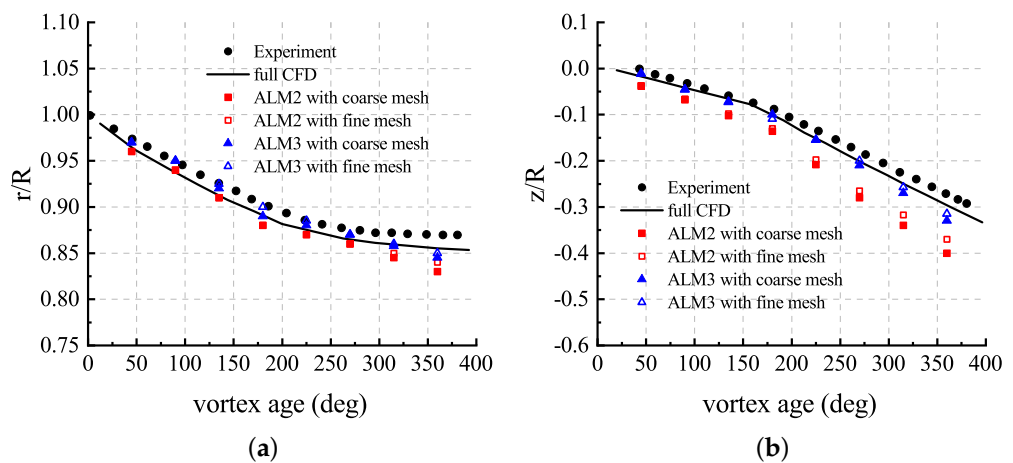 1.10
1.05
1.00
0.95
0.90
0.85
0.80
0.75
r/R
Experiment
full CFD
ALM2 with coarse mesh
ALM2 with fine mesh
ALM3 with coarse mesh
ALM3 with fine mesh
0 50 100 150 200 250 300 350 400
vortex age (deg)
(a)
0.1
0.0
-0.1
-0.2
-0.3
-0.4
-0.5
-0.6
z/R
Experiment
full CFD
ALM2 with coarse mesh
ALM2 with fine mesh
ALM3 with coarse mesh
ALM3 with fine mesh
0 50 100 150 200 250 300 350 400
vortex age (deg)
(b)